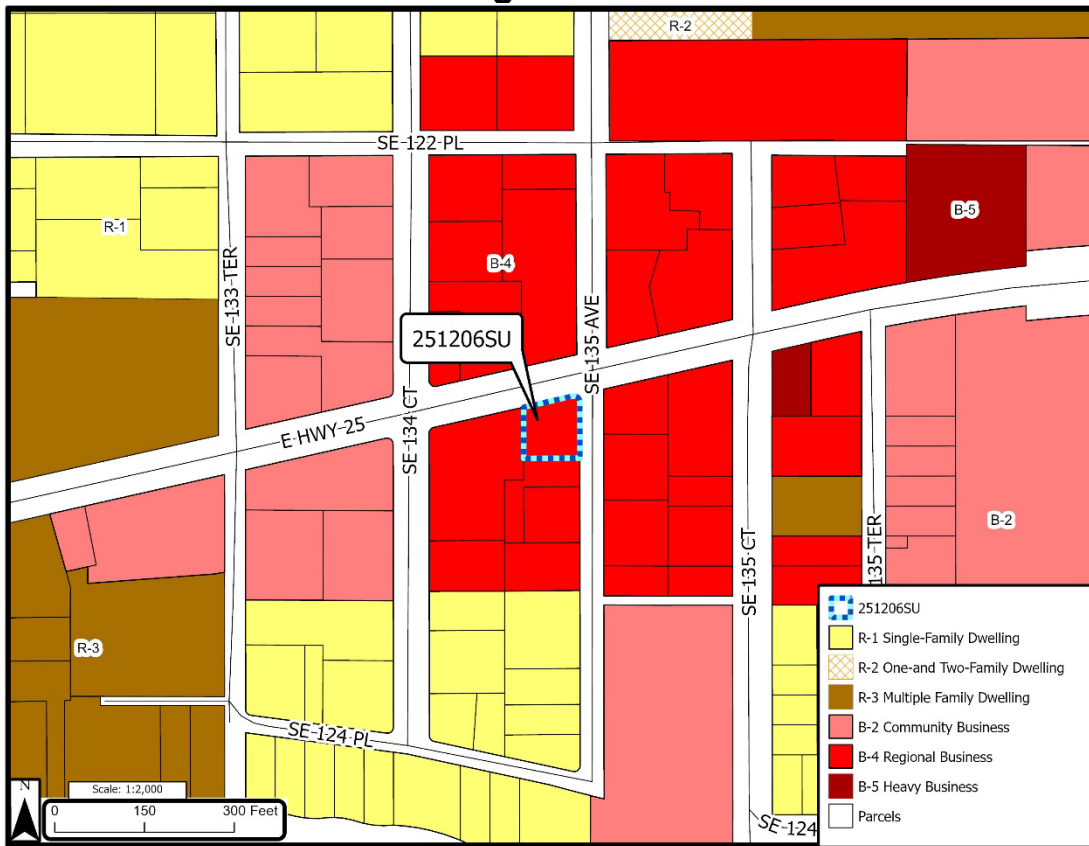 R-2
SE 122 PL
R-1
B-5
B-4
SE 133 TER
251206SU
SE 135 AVE
E HWY 25
SE 134 CT
B-2
SE 135 CT
135 TER
R-3
SE 124 PL
SE 124
N
Scale: 1:2,000
0 150 300 Feet
251206SU
R-1 Single-Family Dwelling
R-2 One-and Two-Family Dwelling
R-3 Multiple Family Dwelling
B-2 Community Business
B-4 Regional Business
B-5 Heavy Business
Parcels